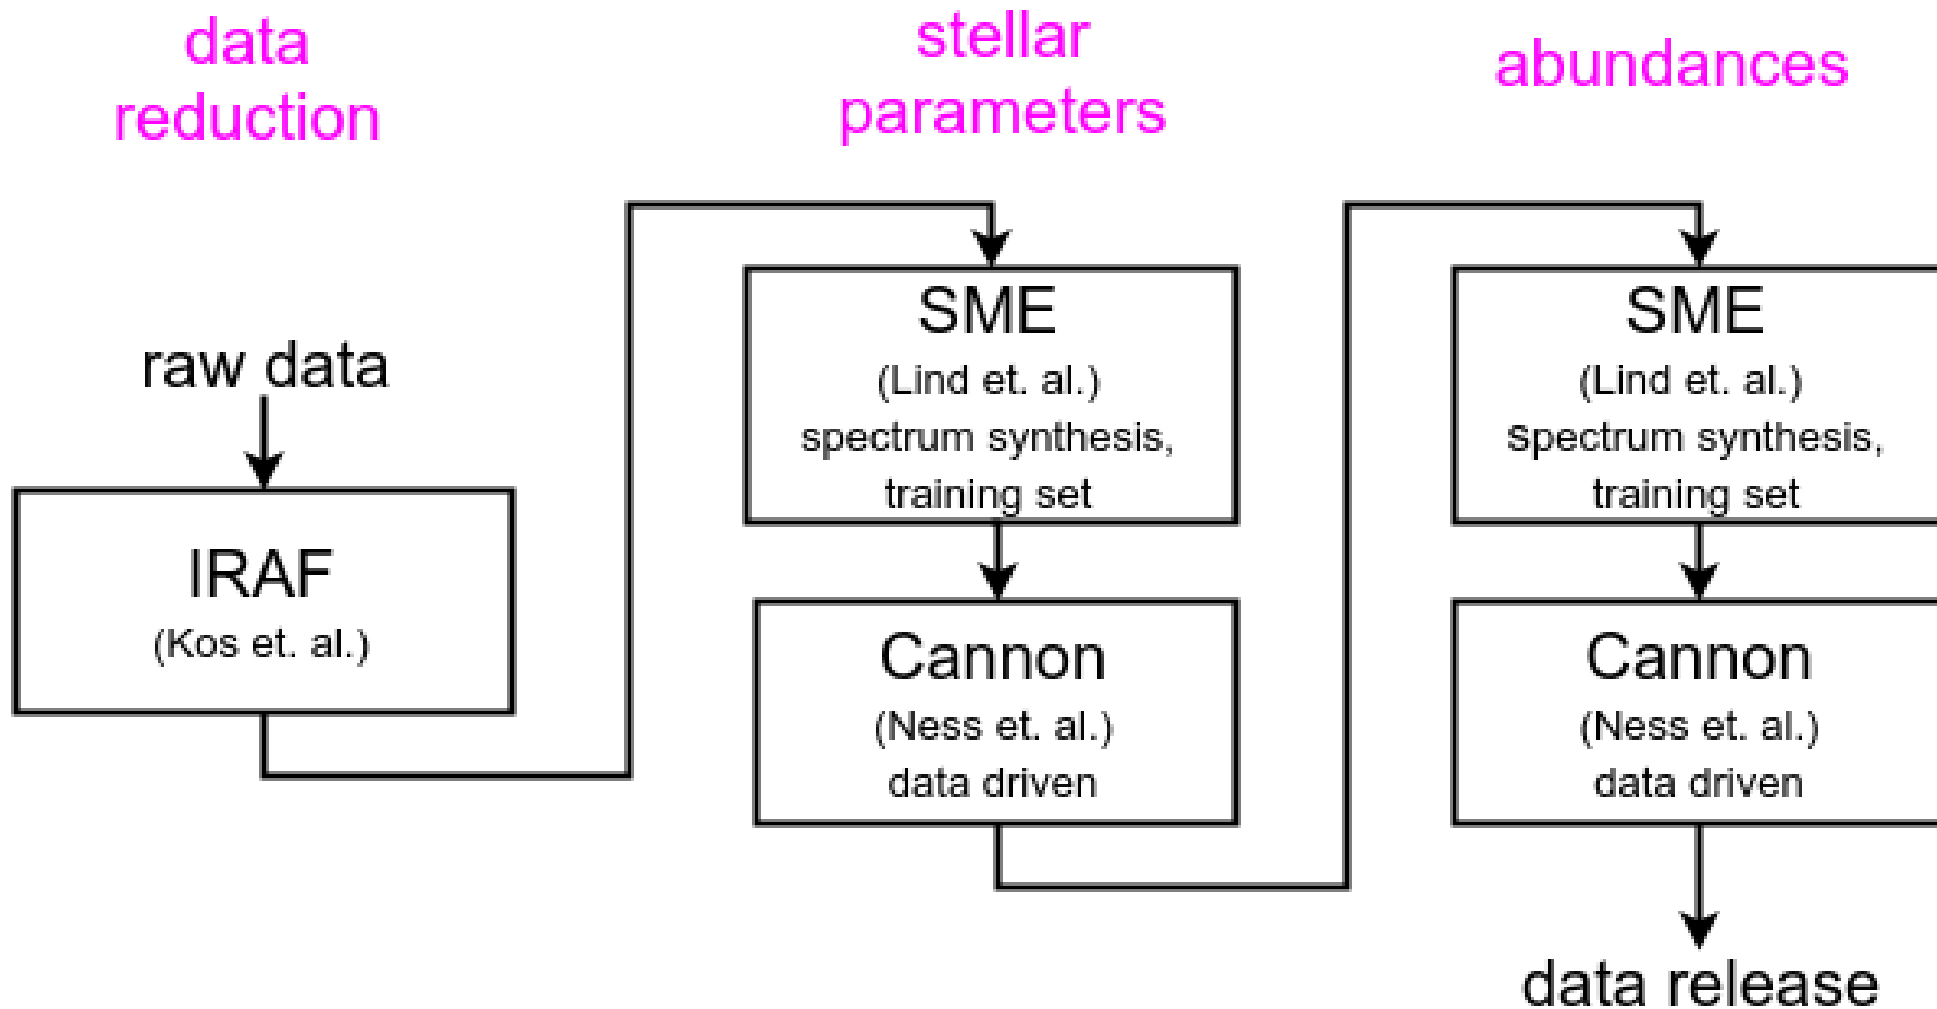 data
reduction
stellar
parameters
abundances
raw data
IRAF
(Kos et. al.)
SME
(Lind et. al.)
spectrum synthesis,
training set
Cannon
(Ness et. al.)
data driven
SME
(Lind et. al.)
spectrum synthesis,
training set
Cannon
(Ness et. al.)
data driven
data release